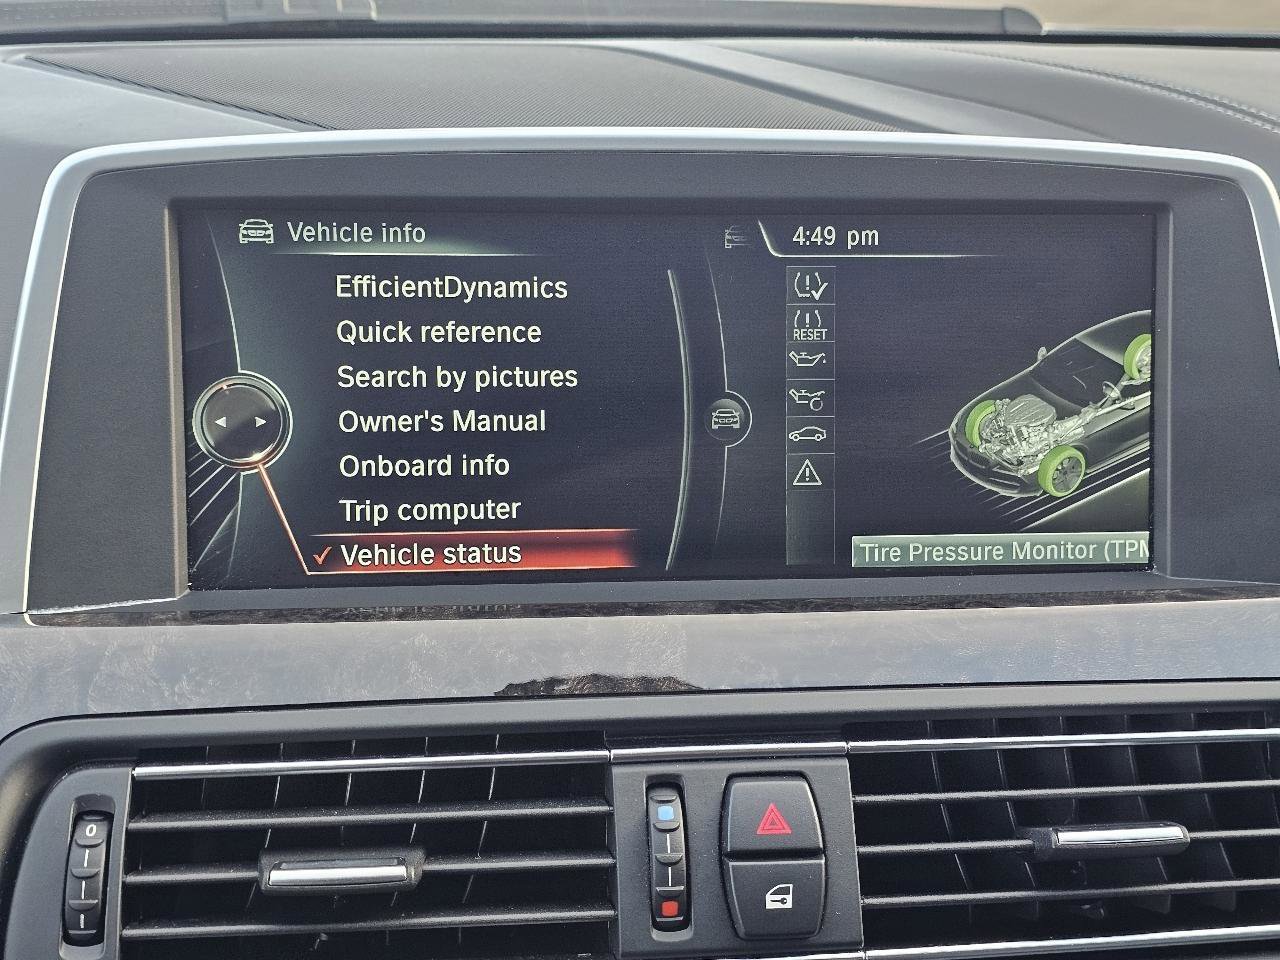 Vehicle info
4:49 pm
EfficientDynamics
Quick reference
Search by pictures
Owner's Manual
Onboard info
Trip computer
Vehicle status
RESET
Tire Pressure Monitor (TPM
0